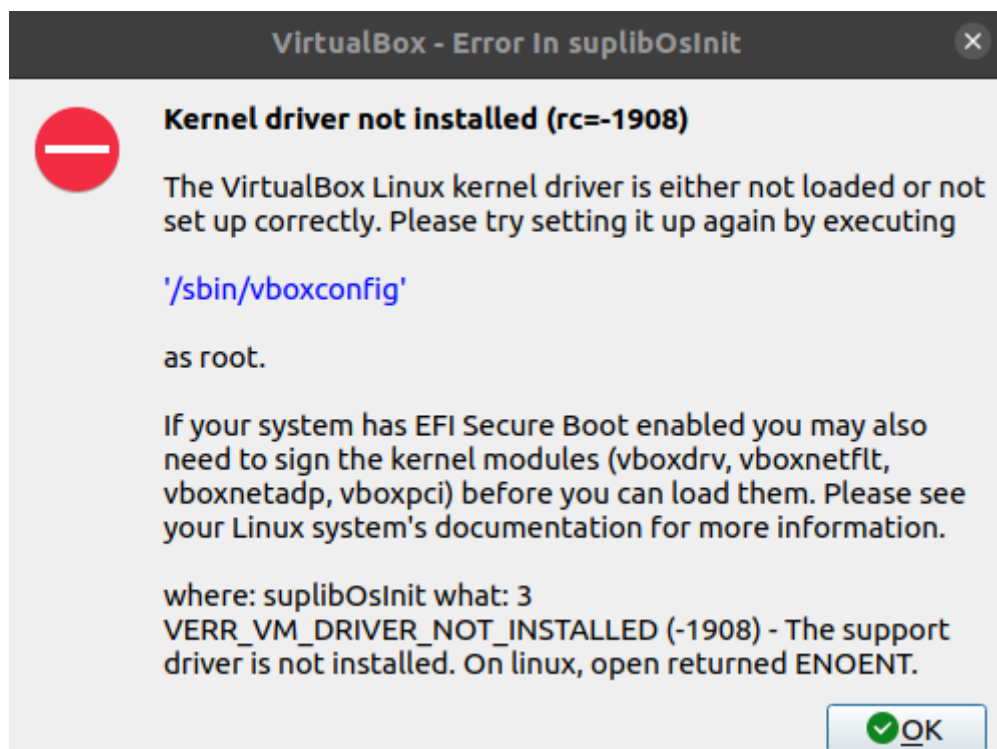 VirtualBox - Error In suplibOsInit
Kernel driver not installed (rc=-1908)
The VirtualBox Linux kernel driver is either not loaded or not
set up correctly. Please try setting it up again by executing
'/sbin/vboxconfig'
as root.
If your system has EFI Secure Boot enabled you may also
need to sign the kernel modules (vboxdrv, vboxnetflt,
vboxnetadp, vboxpci) before you can load them. Please see
your Linux system's documentation for more information.
where: suplibOsInit what: 3
VERR_VM_DRIVER_NOT_INSTALLED (-1908) - The support
driver is not installed. On linux, open returned ENOENT.
OK